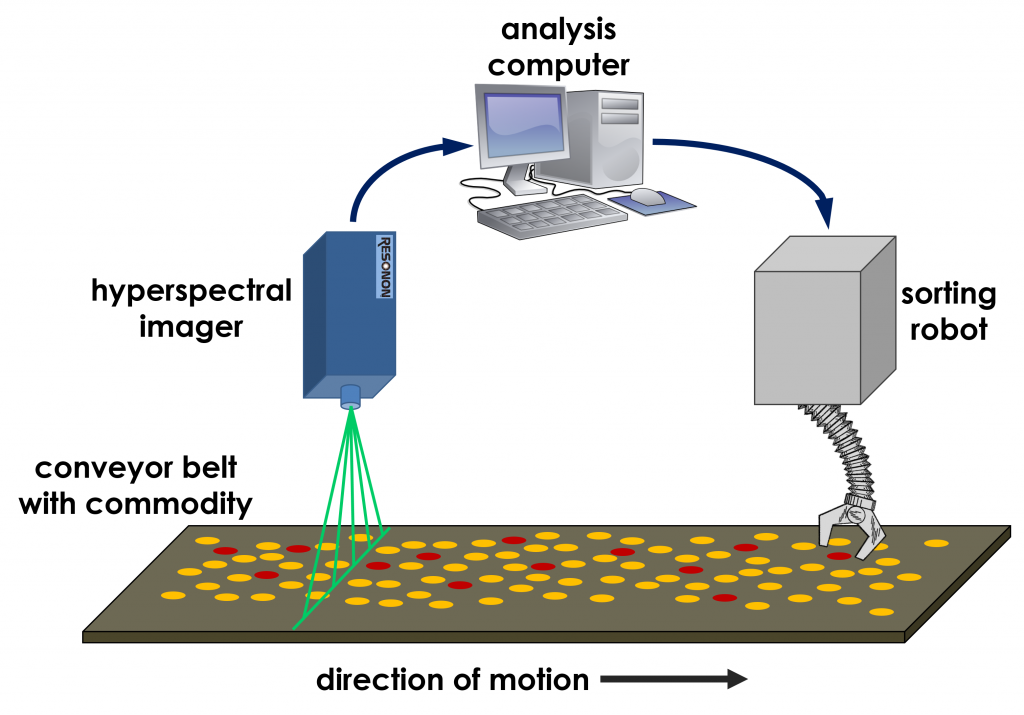 analysis
computer
RESONON
hyperspectral
imager
sorting
robot
conveyor belt
with commodity
direction of motion